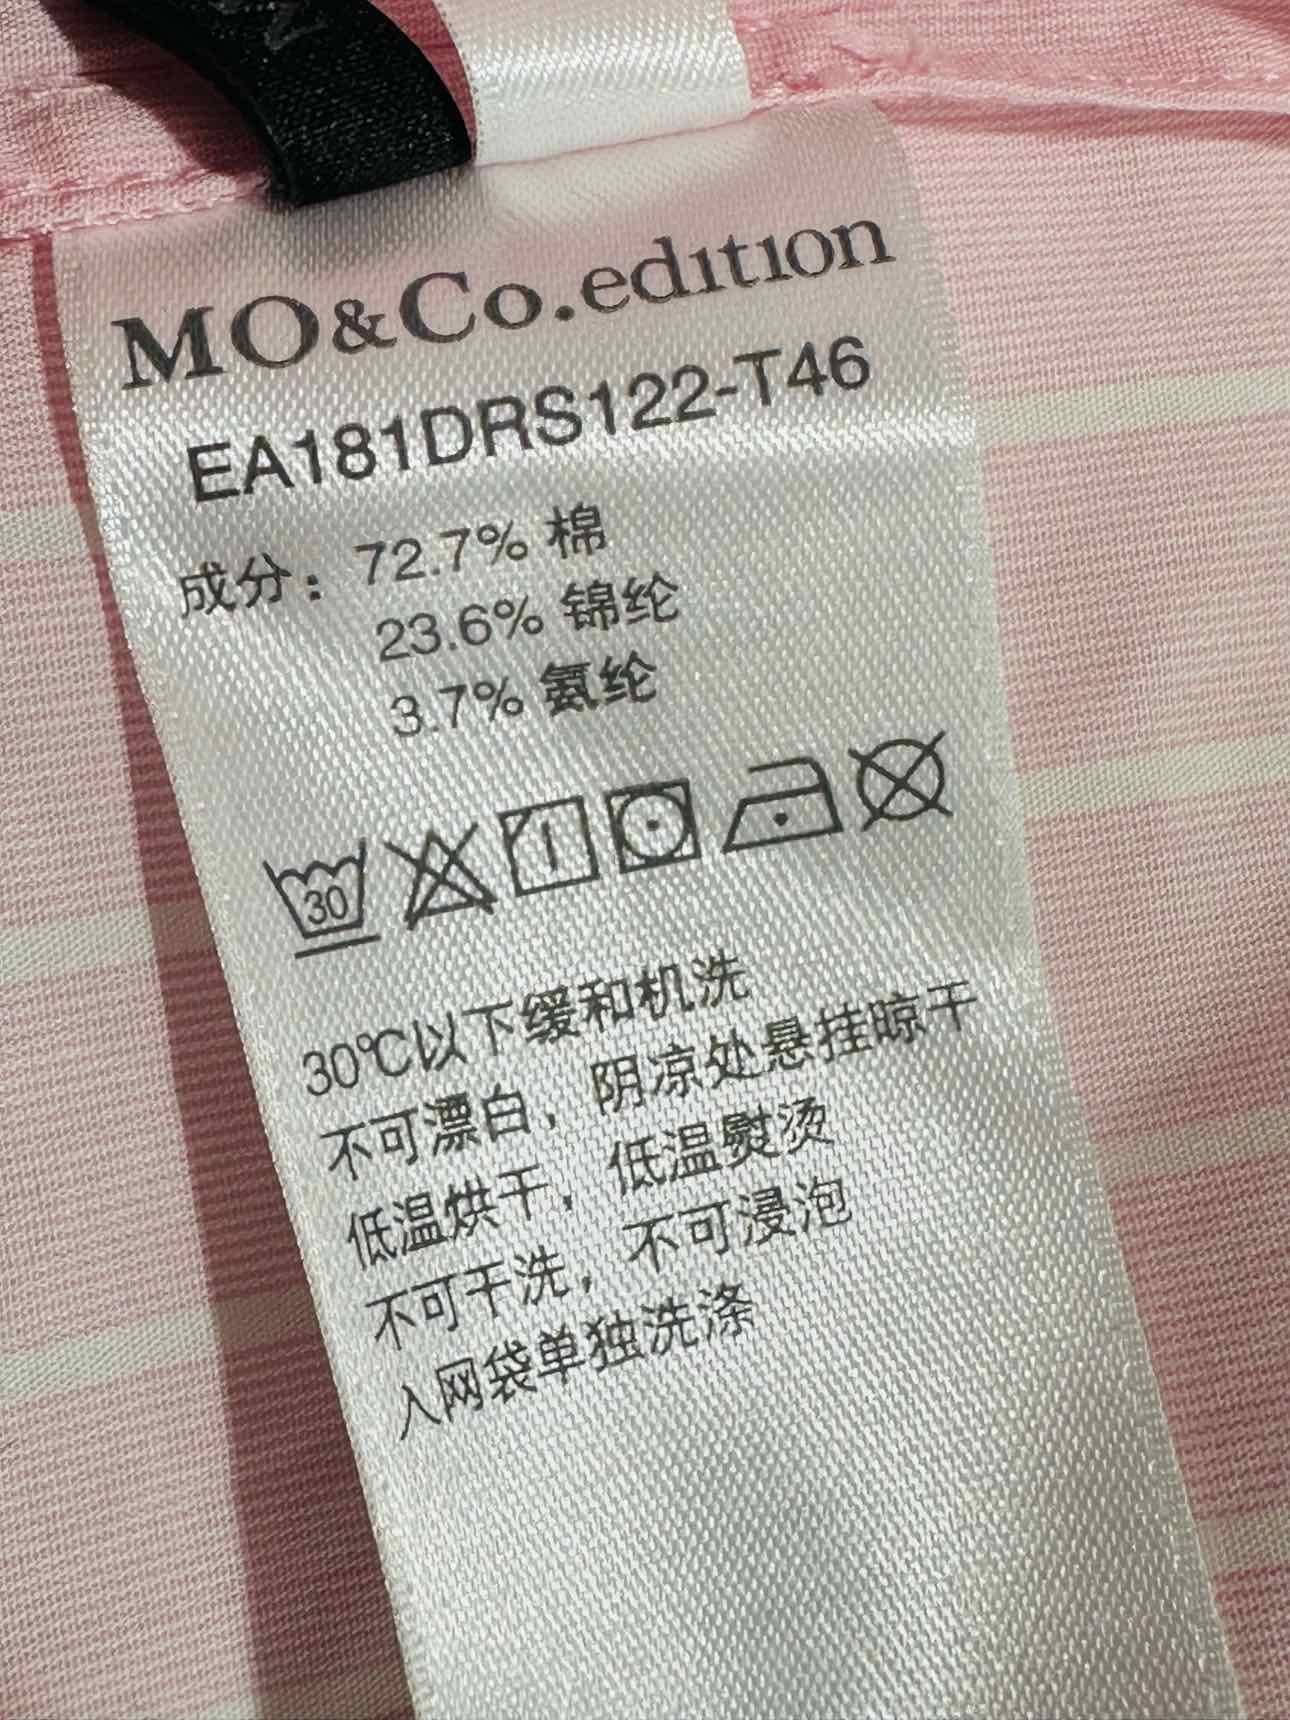 M
MO&Co.edition
EA181DRS122-T46
成分：72.7% 棉
23.6% 锦纶
3.7% 氨纶
30
30℃以下缓和机洗
不可漂白，阴凉处悬挂晾干
低温烘干，低温熨烫
不可干洗，不可浸泡
入网袋单独洗涤